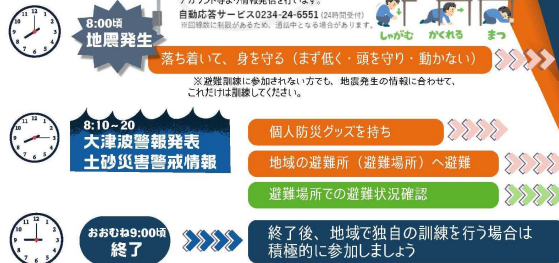 自動応答サービス0234-24-6551(24時間受付)
※回線数に制限があるため、通話中となる場合があります。
しゃがむ かくれる まつ
8:00頃
地震発生
落ち着いて、身を守る（まず低く・頭を守り・動かない）
※避難訓練に参加されない方でも、地震発生の情報に合わせて、
これだけは訓練してください。
8:10~20
大津波警報発表
土砂災害警戒情報
個人防災グッズを持ち
地域の避難所（避難場所）へ避難
避難場所での避難状況確認
おおむね9:00頃
終了
終了後、地域で独自の訓練を行う場合は
積極的に参加しましょう